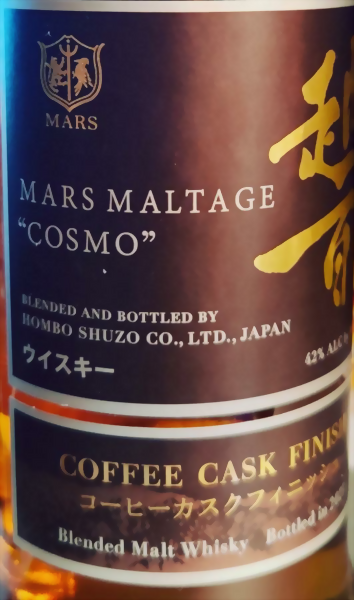 MARS
越百
MARS MALTAGE
“COSMO”
BLENDED AND BOTTLED BY
HOMBO SHUZO CO., LTD., JAPAN
ウイスキー
42% ALC
COFFEE CASK FINISH
コーヒーカスクフィニッシュ
Blended Malt Whisky Bottled in